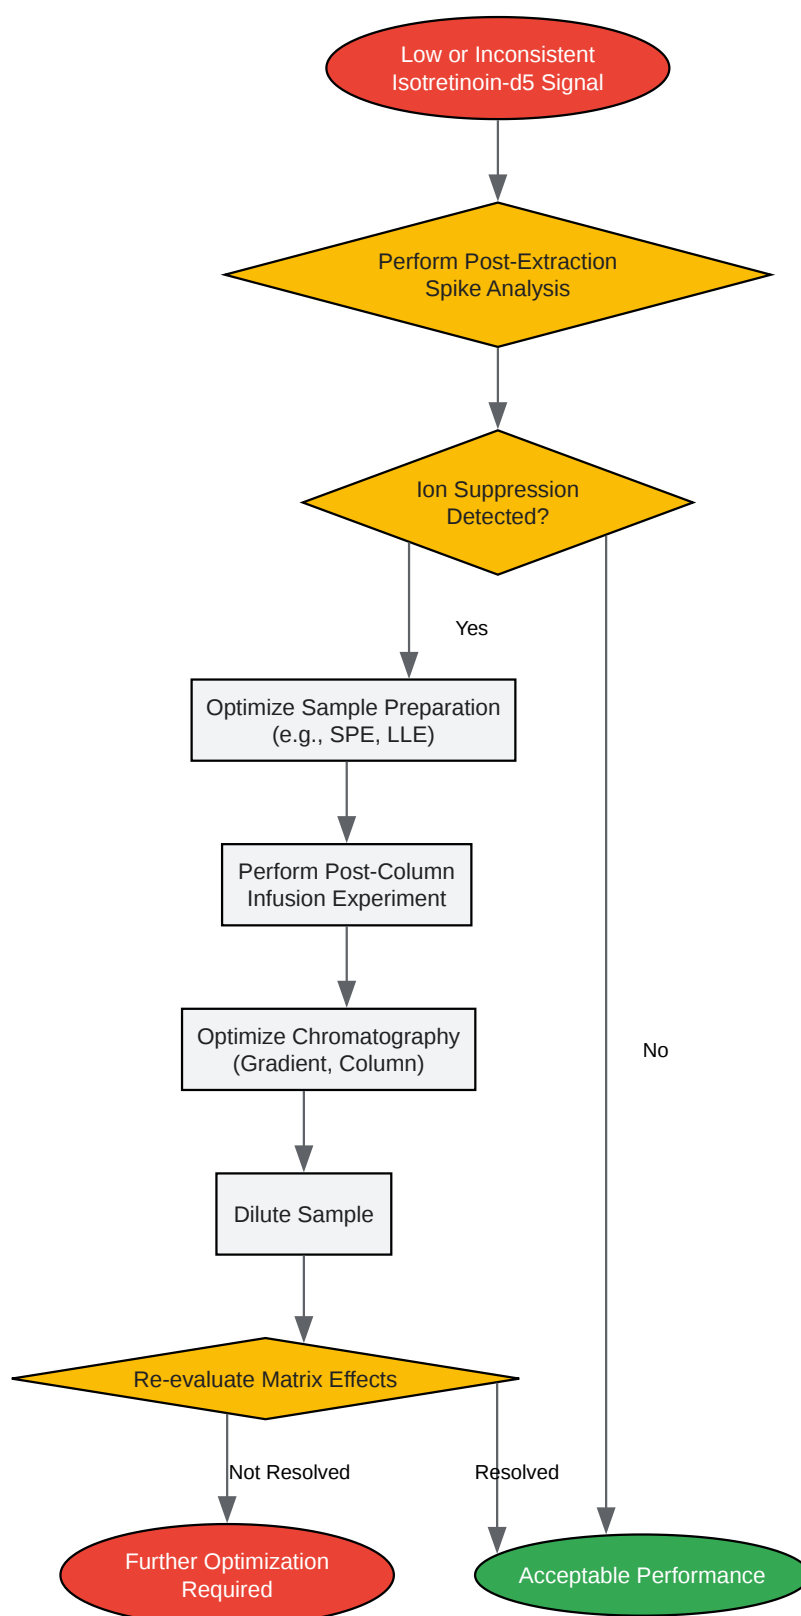 Low or Inconsistent
Isotretinoin-d5 Signal
Perform Post-Extraction
Spike Analysis
Ion Suppression
Detected?
Yes
Optimize Sample Preparation
(e.g., SPE, LLE)
Perform Post-Column
Infusion Experiment
Optimize Chromatography
(Gradient, Column)
No
Dilute Sample
Re-evaluate Matrix Effects
Not Resolved
Resolved
Further Optimization
Required
Acceptable Performance